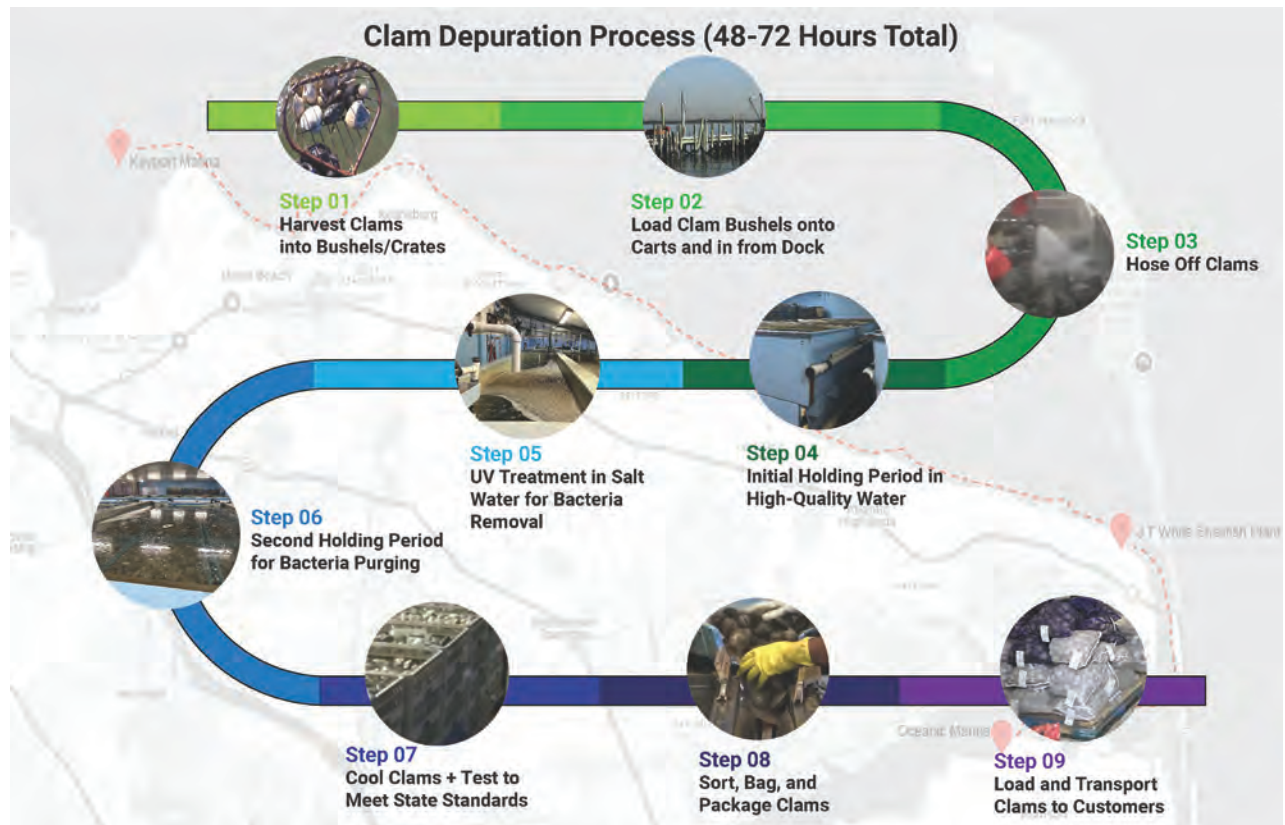 Clam Depuration Process (48-72 Hours Total)
Keyport Marina
Step 01
Harvest Clams
into Bushels/Crates
Step 02
Load Clam Bushels onto
Carts and in from Dock
Step 03
Hose Off Clams
Step 05
UV Treatment in Salt
Water for Bacteria
Removal
Step 04
Initial Holding Period in
High-Quality Water
Highlands
Step 06
Second Holding Period
for Bacteria Purging
Oceanic Marina
Step 07
Cool Clams + Test to
Meet State Standards
Step 08
Sort, Bag, and
Package Clams
Step 09
Load and Transport
Clams to Customers